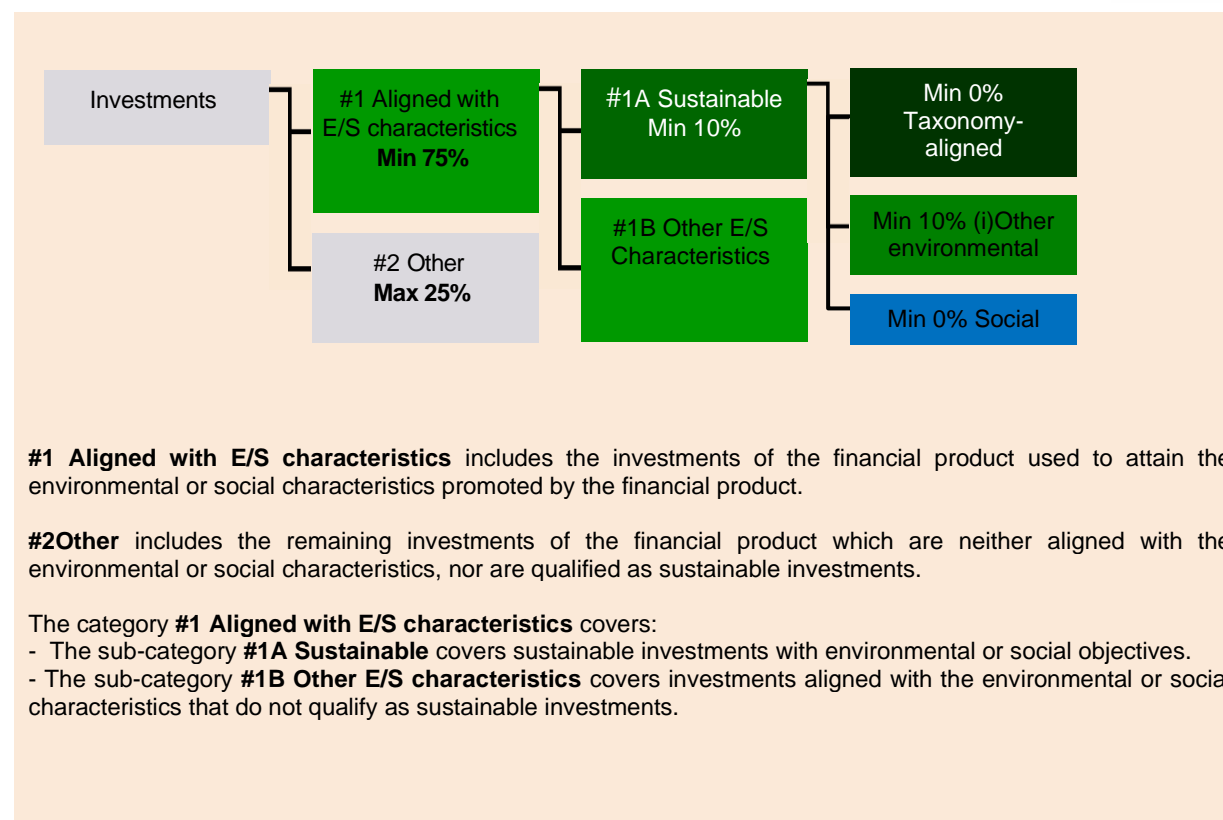 Investments
#1 Aligned with
E/S characteristics
Min 75%
#2 Other
Max 25%
#1A Sustainable
Min 10%
#1B Other E/S
Characteristics
Min 0%
Taxonomy-
aligned
Min 10% (i)Other
environmental
Min 0% Social
#1 Aligned with E/S characteristics includes the investments of the financial product used to attain the
environmental or social characteristics promoted by the financial product.
#2Other includes the remaining investments of the financial product which are neither aligned with the
environmental or social characteristics, nor are qualified as sustainable investments.
The category #1 Aligned with E/S characteristics covers:
- The sub-category #1A Sustainable covers sustainable investments with environmental or social objectives.
- The sub-category #1B Other E/S characteristics covers investments aligned with the environmental or social
characteristics that do not qualify as sustainable investments.